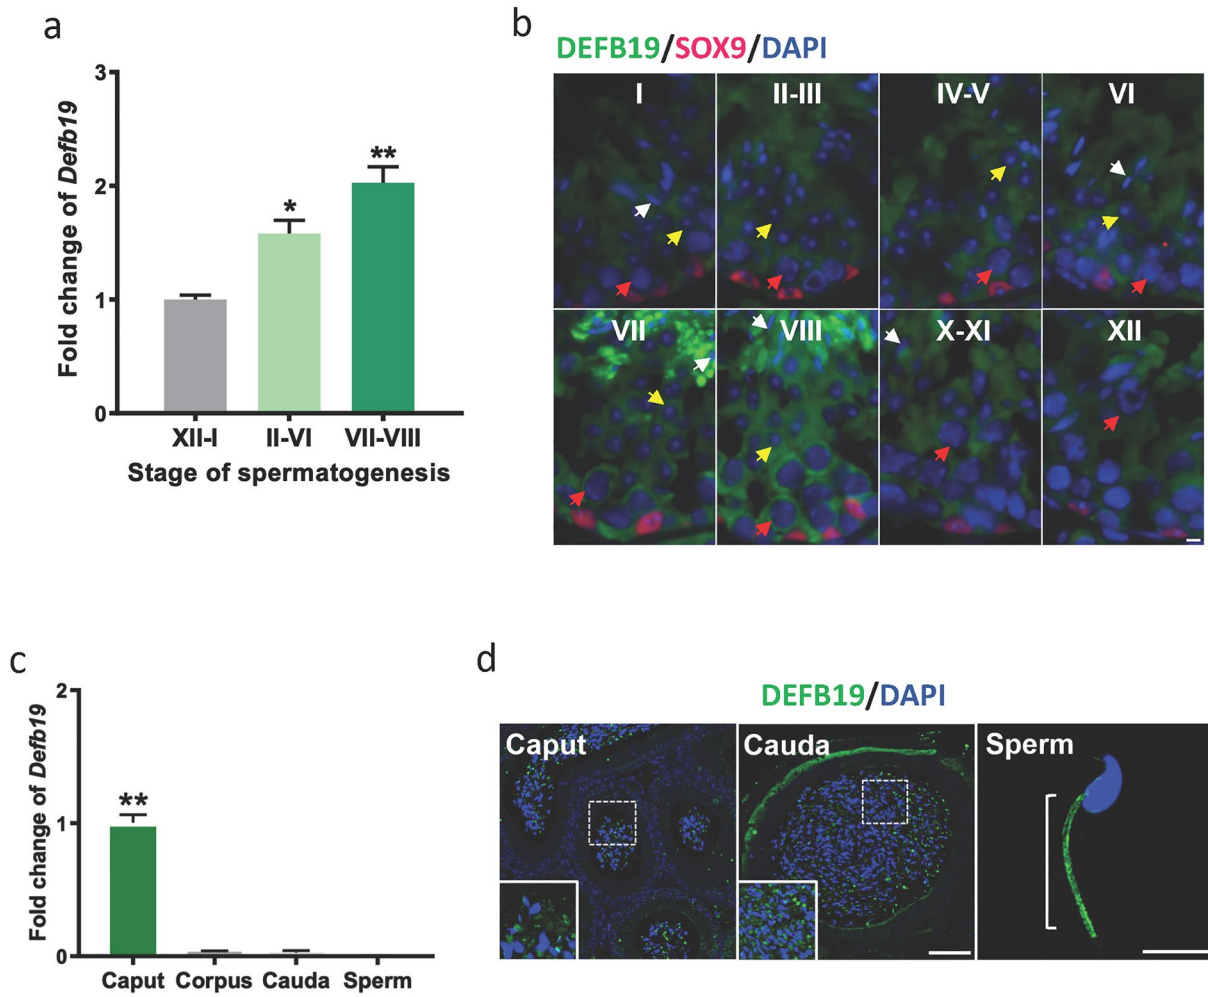 a
3
2
1
0
Fold change of Defb19
**
*
XII-I II-VI VII-VIII
Stage of spermatogenesis
b
DEFB19/SOX9/DAPI
I II-III IV-V VI
VII VIII X-XI XII
c
2
1
0
Fold change of Defb19
**
Caput Corpus Cauda Sperm
d
DEFB19/DAPI
Caput Cauda Sperm